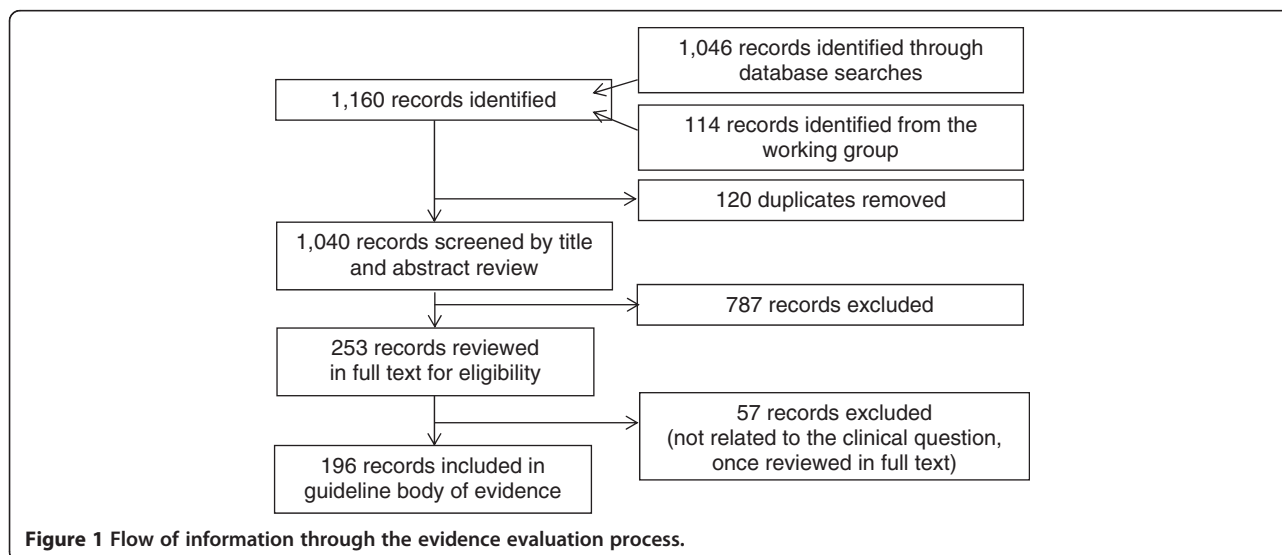 1,046 records identified through
database searches
1,160 records identified
114 records identified from the
working group
120 duplicates removed
1,040 records screened by title
and abstract review
787 records excluded
253 records reviewed
in full text for eligibility
57 records excluded
(not related to the clinical question,
once reviewed in full text)
196 records included in
guideline body of evidence
Figure 1 Flow of information through the evidence evaluation process.